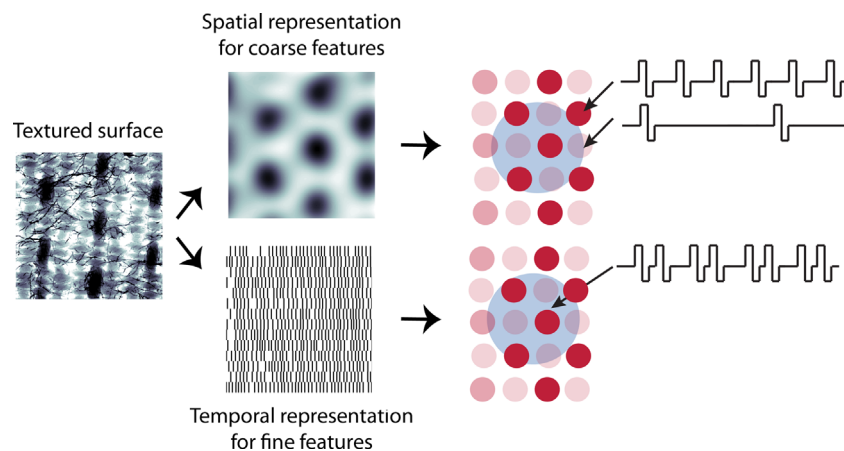 Spatial representation
for coarse features
Textured surface
Temporal representation
for fine features